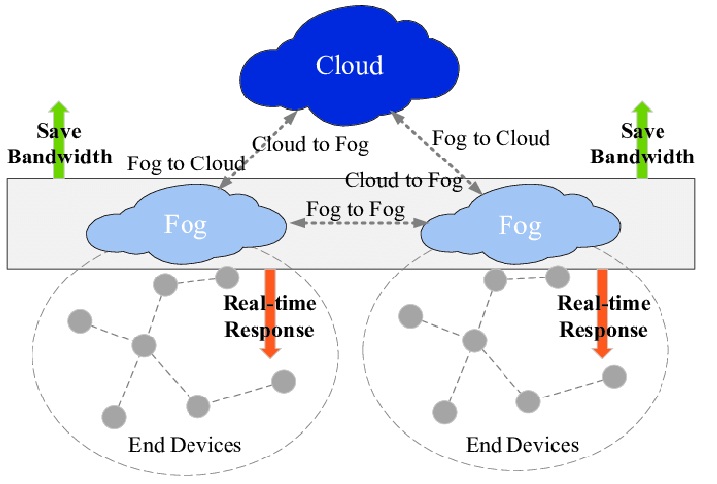 Cloud
Save
Bandwidth
Save
Bandwidth
Cloud to Fog
Fog to Cloud
Fog to Cloud
Cloud to Fog
Fog to Fog
Fog
Fog
Real-time
Response
Real-time
Response
End Devices
End Devices